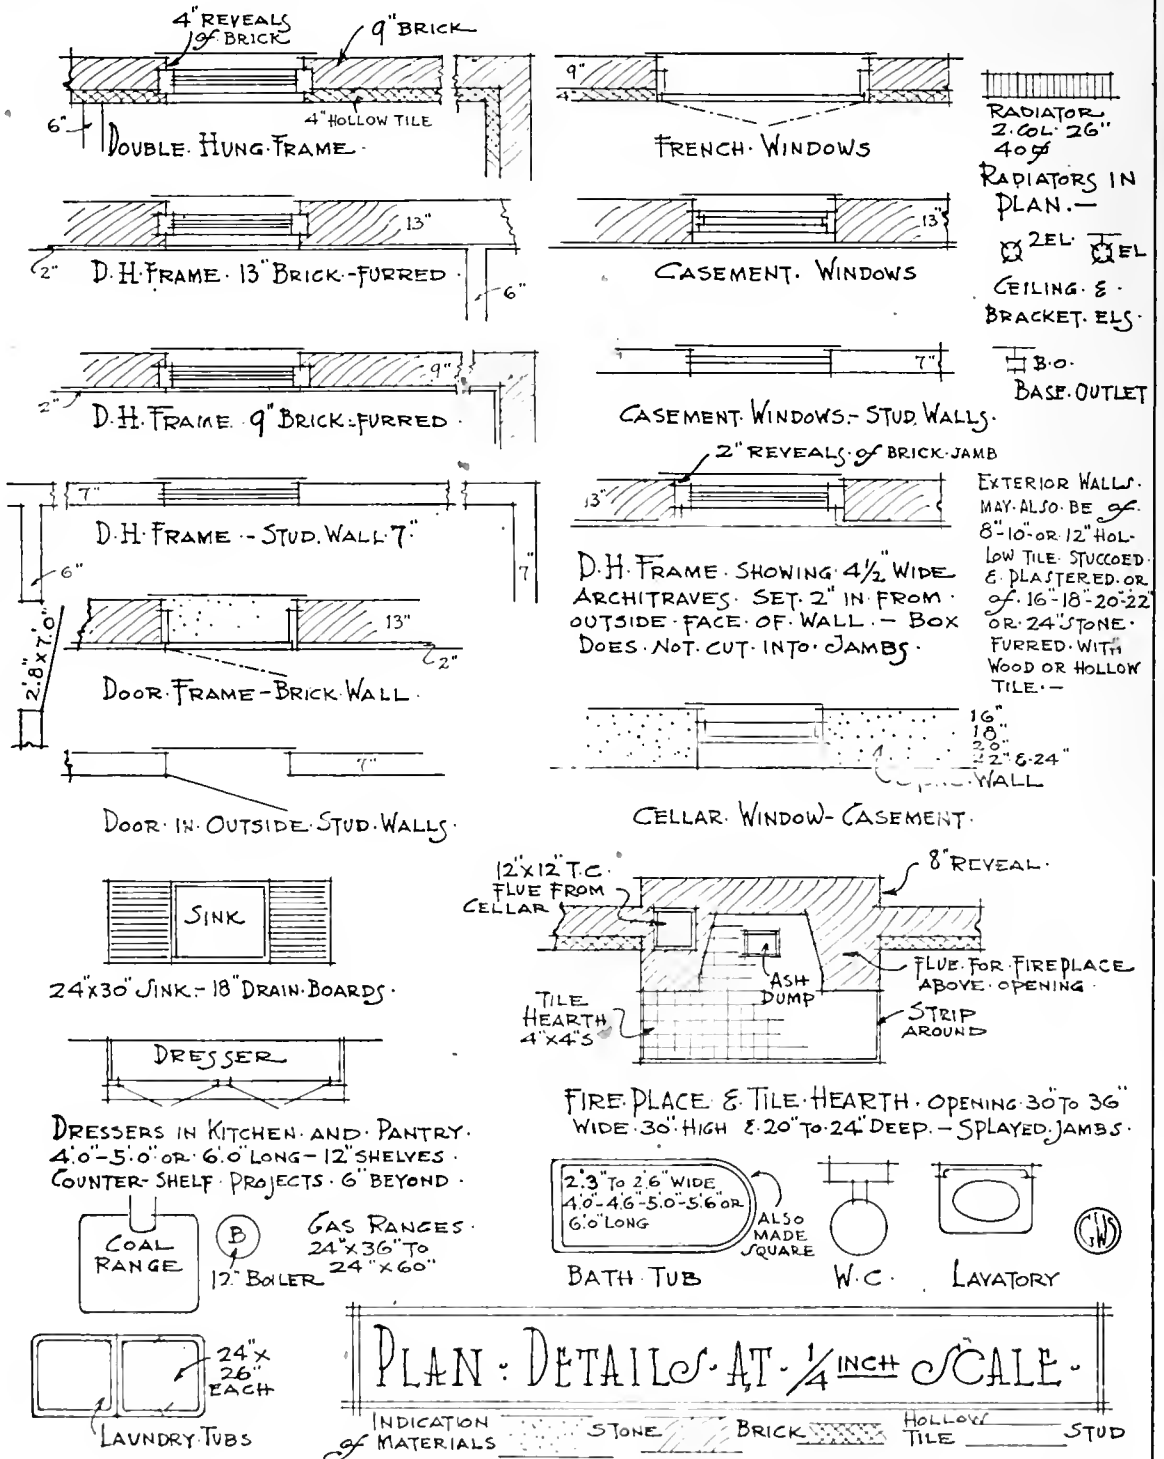 4" REVEALS
of BRICK
9" BRICK
6"
4" HOLLOW TILE
DOUBLE· HUNG· FRAME·
9"
4"
FRENCH· WINDOWS
RADIATOR
2· COL· 26"
RADIATORS IN
PLAN.—
2EL·
EL
CEILING· &·
BRACKET· ELS·
B·O·
BASE·OUTLET
13"
2"
D·H·FRAME· 13" BRICK-FURRED·
6"
13"
CASEMENT· WINDOWS
9"
2"
D·H·FRAME· 9" BRICK-FURRED·
7"
CASEMENT· WINDOWS- STUD· WALLS·
7"
D·H·FRAME·- STUD· WALL· 7"·
6"
7"
2" REVEALS· of BRICK·JAMB
13"
D·H·FRAME· SHOWING· 4½" WIDE
ARCHITRAVES· SET· 2" IN· FROM·
OUTSIDE· FACE· OF· WALL·— BOX
DOES· NOT· CUT· INTO· JAMBS·
EXTERIOR WALLS·
MAY· ALSO· BE of·
8"-10"-OR 12" HOL-
LOW TILE STUCCOED·
& PLASTERED· OR
of· 16"-18"-20"-22"
OR· 24" STONE·
FURRED· WITH
WOOD OR HOLLOW
TILE·—
2'8"x7'0"
13"
2"
DOOR· FRAME-BRICK WALL·
7"
DOOR· IN· OUTSIDE· STUD· WALLS·
16"
18"
20"
22" & 24"
WALL
CELLAR· WINDOW- CASEMENT·
SINK
24"x30" SINK·- 18" DRAIN·BOARDS·
12"x12" T.C.
FLUE FROM
CELLAR
8" REVEAL·
ASH
DUMP
FLUE· FOR· FIREPLACE
ABOVE· OPENING·
TILE
HEARTH
4"x4"s
STRIP
AROUND
FIRE·PLACE· & TILE·HEARTH· OPENING·30" TO 36"
WIDE· 30" HIGH· & 20" TO 24" DEEP·- SPLAYED·JAMBS·
DRESSER
DRESSERS IN KITCHEN· AND· PANTRY·
4'0"-5'0" OR· 6'0" LONG- 12" SHELVES·
COUNTER-SHELF· PROJECTS· 6" BEYOND·
COAL
RANGE
B
12" BOILER
GAS RANGES·
24"x36" TO
24"x60"
2'3" TO 2'6" WIDE
4'0"-4'6"-5'0"-5'6" OR
6'0" LONG
ALSO
MADE
SQUARE
BATH· TUB
W·C·
LAVATORY
GWS
24"x
26"
EACH
LAUNDRY·TUBS
PLAN· DETAILS· AT· ¼ INCH SCALE·
INDICATION
of MATERIALS
STONE
BRICK
HOLLOW
TILE
STUD